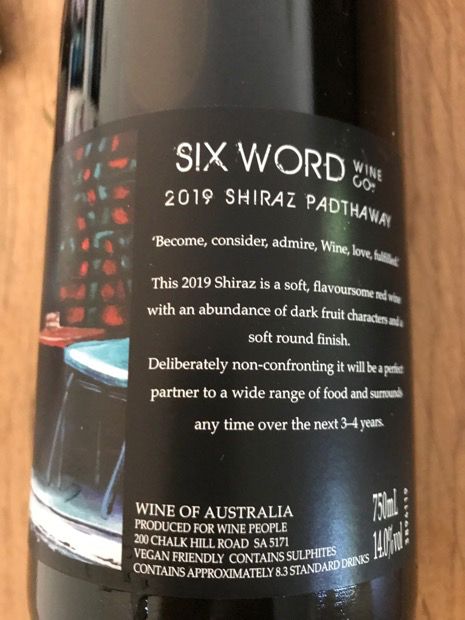 SIX WORD WINE CO.
2019 SHIRAZ PADTHAWAY
'Become, consider, admire, Wine, love, fulfilled.'
This 2019 Shiraz is a soft, flavoursome red wine
with an abundance of dark fruit characters and a
soft round finish.
Deliberately non-confronting it will be a perfect
partner to a wide range of food and surrounds
any time over the next 3–4 years.
WINE OF AUSTRALIA
PRODUCED FOR WINE PEOPLE
200 CHALK HILL ROAD SA 5171
VEGAN FRIENDLY CONTAINS SULPHITES
CONTAINS APPROXIMATELY 8.3 STANDARD DRINKS
750mL
14.0%vol